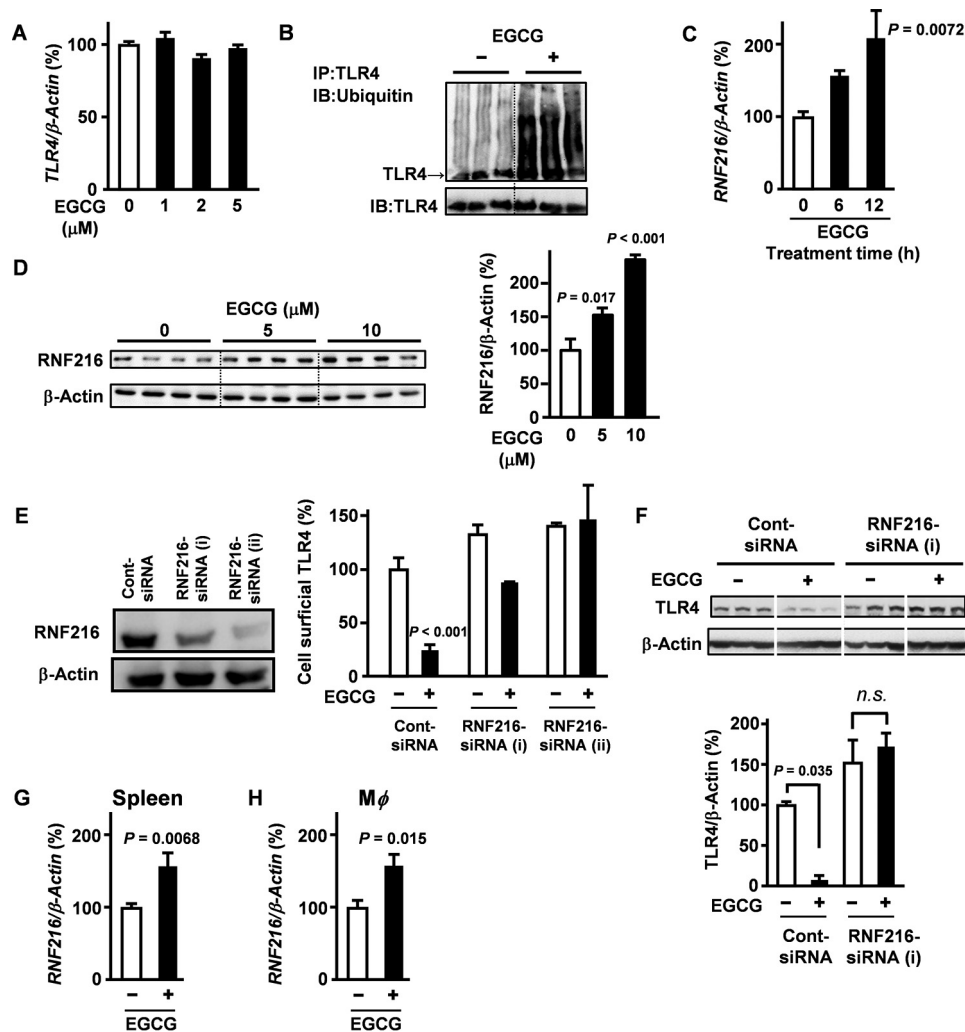 A
TLR4/β-Actin (%)
100
50
0
EGCG
(μM)
0 1 2 5
B
EGCG
– +
IP:TLR4
IB:Ubiquitin
TLR4→
IB:TLR4
C
RNF216/β-Actin (%)
200
150
100
50
0
P = 0.0072
0 6 12
EGCG
Treatment time (h)
D
EGCG (μM)
0 5 10
RNF216
β-Actin
RNF216/β-Actin (%)
250
200
150
100
50
0
P = 0.017
P < 0.001
EGCG
(μM)
0 5 10
E
Cont-
siRNA
RNF216-
siRNA (i)
RNF216-
siRNA (ii)
RNF216
β-Actin
Cell surficial TLR4 (%)
150
100
50
0
P < 0.001
EGCG
– + – + – +
Cont-
siRNA
RNF216-
siRNA (i)
RNF216-
siRNA (ii)
F
Cont-
siRNA
RNF216-
siRNA (i)
EGCG
– + – +
TLR4
β-Actin
TLR4/β-Actin (%)
200
150
100
50
0
P = 0.035
n.s.
EGCG
– + – +
Cont-
siRNA
RNF216-
siRNA (i)
G
Spleen
RNF216/β-Actin (%)
200
100
0
P = 0.0068
– +
EGCG
H
Mϕ
RNF216/β-Actin (%)
200
100
0
P = 0.015
– +
EGCG